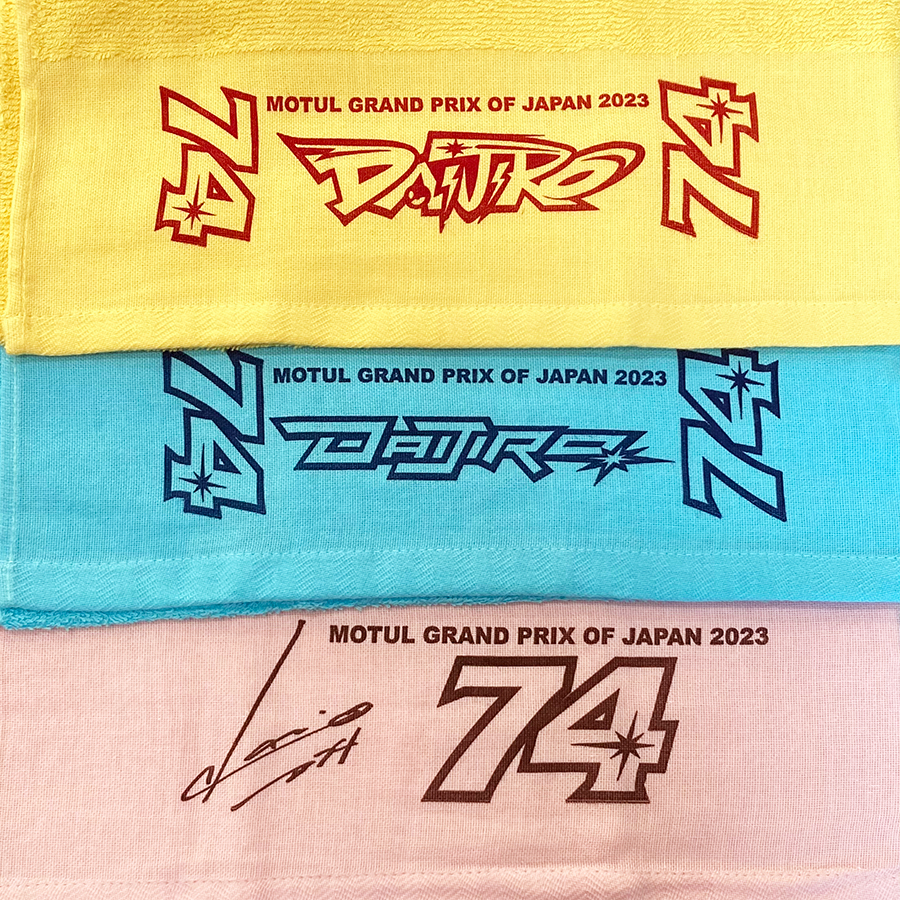 MOTUL GRAND PRIX OF JAPAN 2023
74 DAIJIRO 74
MOTUL GRAND PRIX OF JAPAN 2023
74 DAIJIRO 74
MOTUL GRAND PRIX OF JAPAN 2023
74